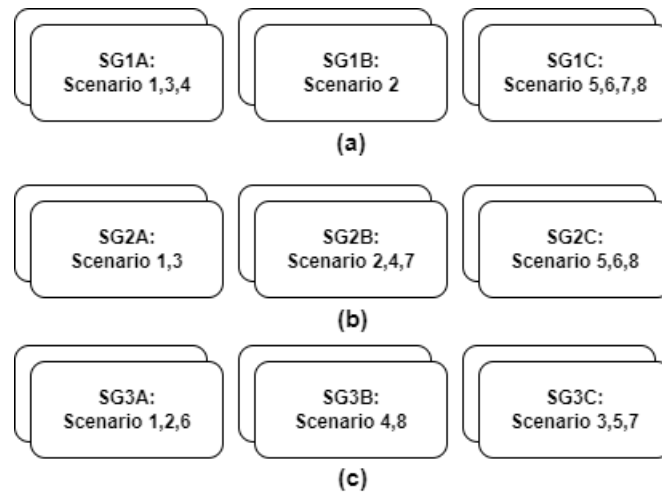 SG1A:
Scenario 1,3,4
SG1B:
Scenario 2
SG1C:
Scenario 5,6,7,8
(a)
SG2A:
Scenario 1,3
SG2B:
Scenario 2,4,7
SG2C:
Scenario 5,6,8
(b)
SG3A:
Scenario 1,2,6
SG3B:
Scenario 4,8
SG3C:
Scenario 3,5,7
(c)